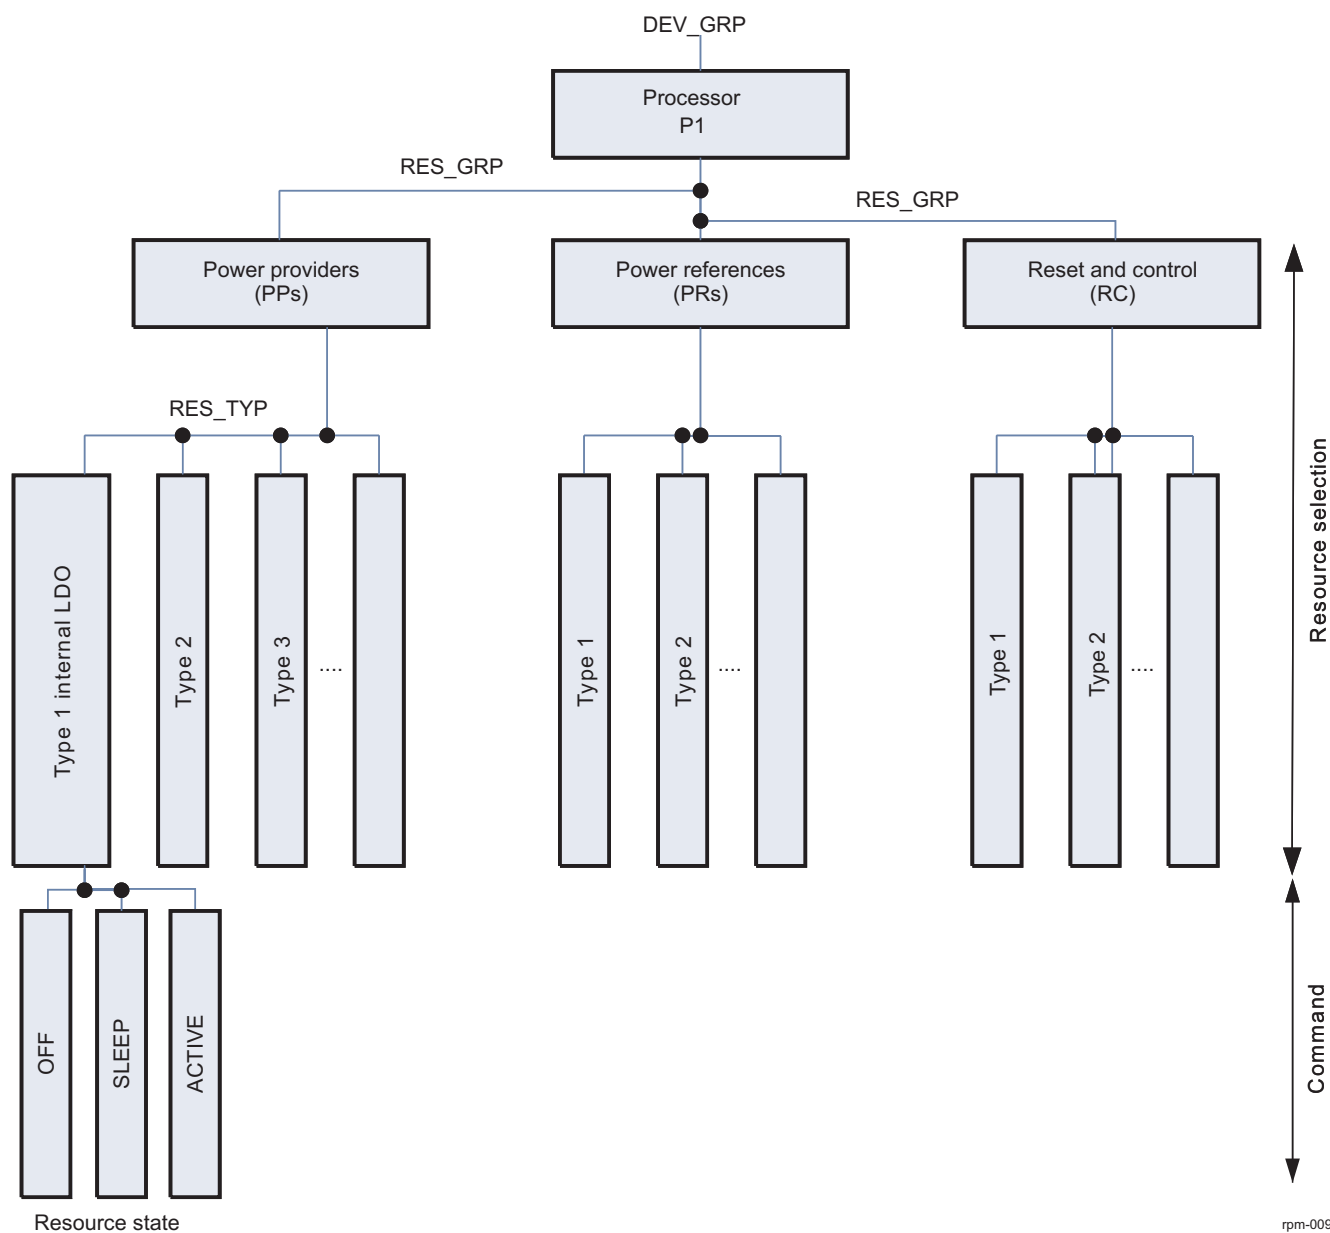 DEV_GRP
Processor
P1
RES_GRP
RES_GRP
Power providers
(PPs)
Power references
(PRs)
Reset and control
(RC)
RES_TYP
Type 1 internal LDO
Type 2
Type 3
....
Type 1
Type 2
....
Type 1
Type 2
....
Resource selection
OFF
SLEEP
ACTIVE
Command
Resource state
rpm-009